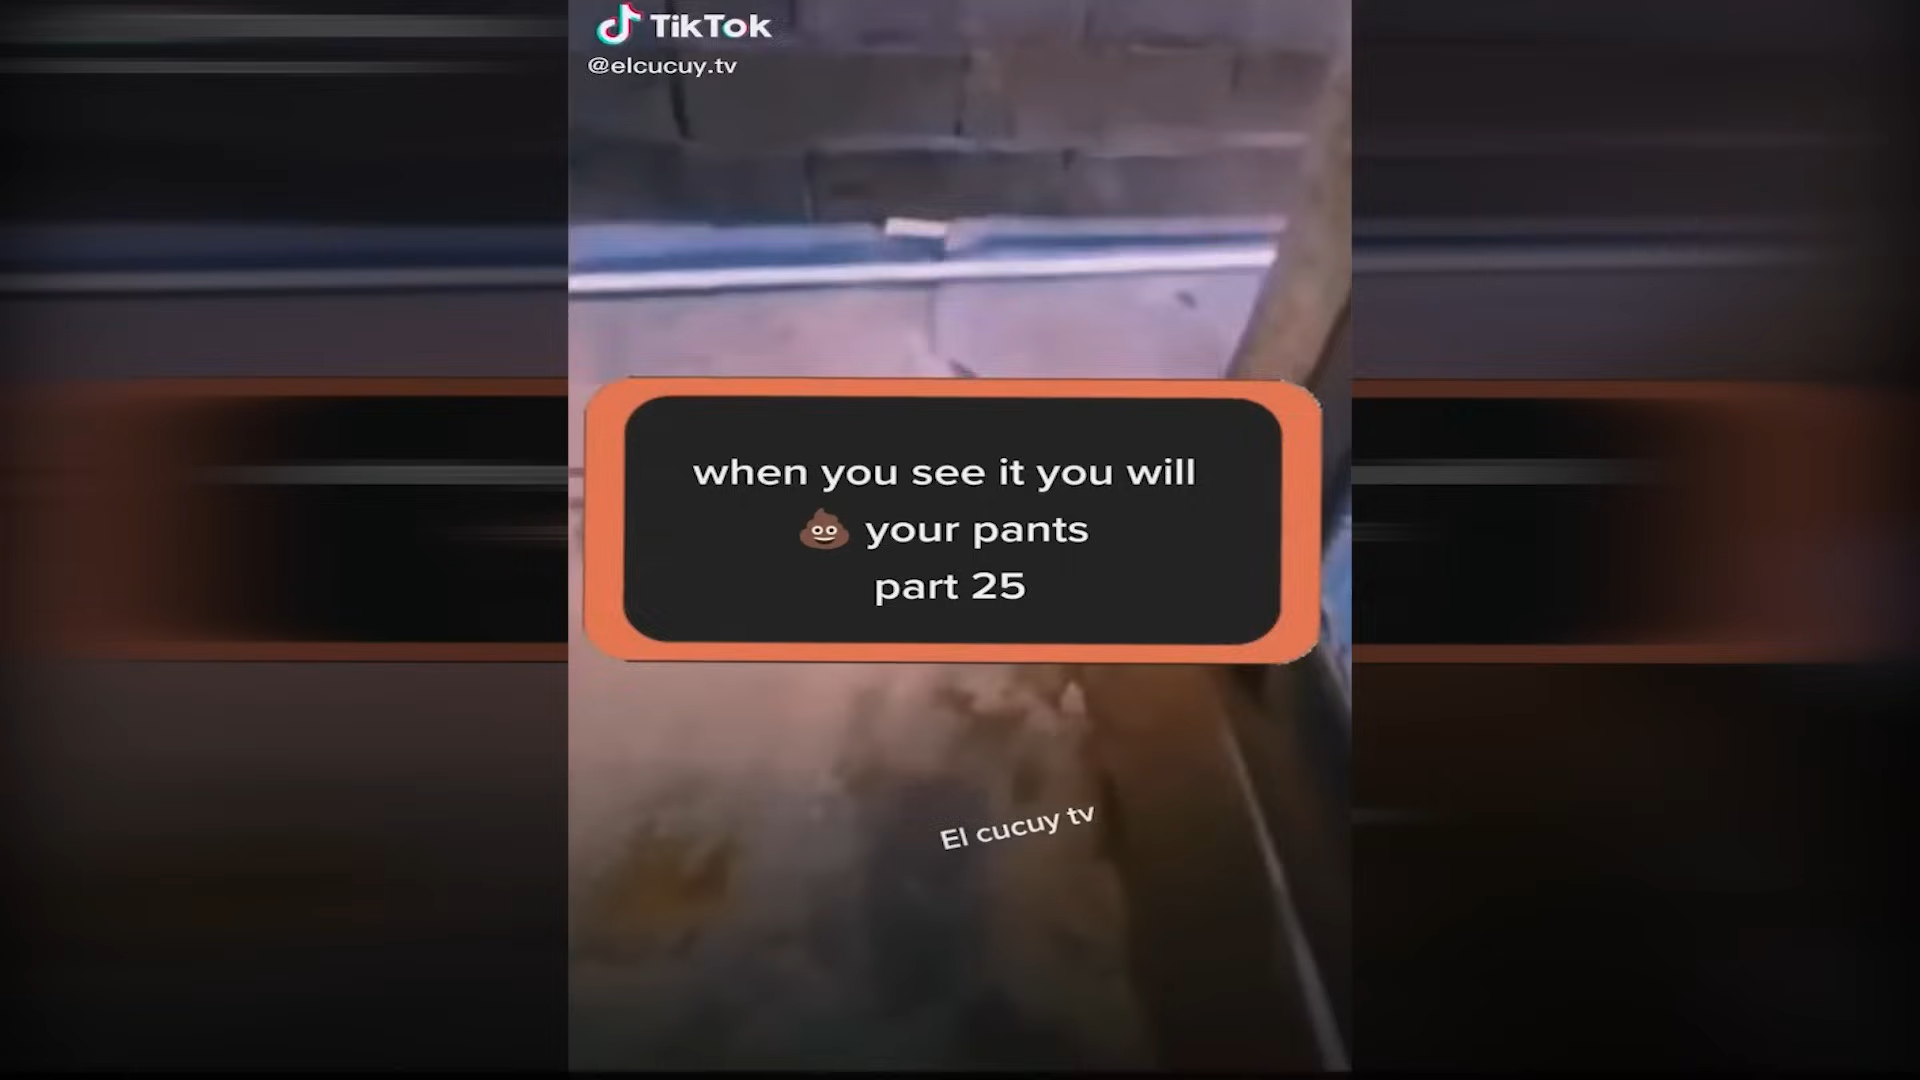 TikTok
@elcucuy.tv
when you see it you will
💩 your pants
part 25
El cucuy tv